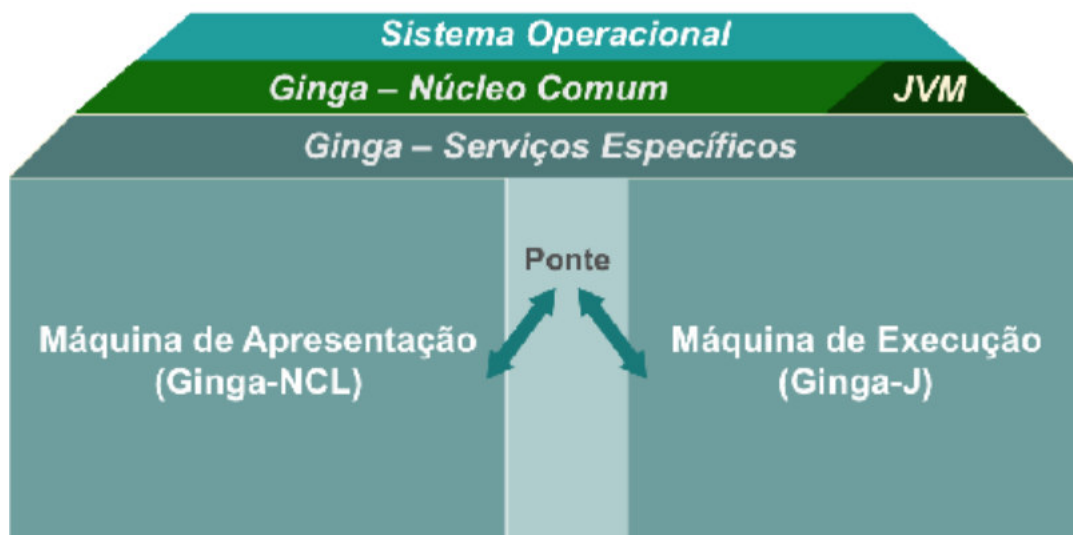 Sistema Operacional
Ginga – Núcleo Comum
JVM
Ginga – Serviços Específicos
Ponte
Máquina de Apresentação
(Ginga-NCL)
Máquina de Execução
(Ginga-J)